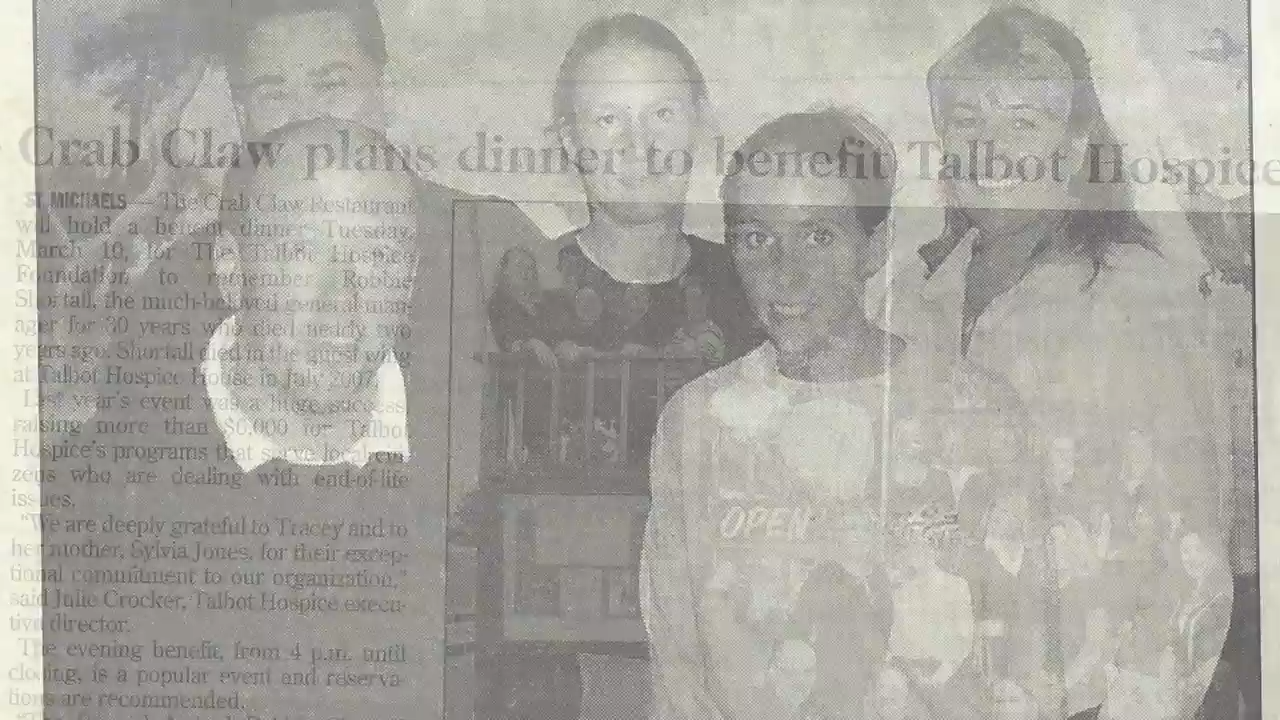 Crab Claw plans dinner to benefit Talbot Hospice
ST. MICHAELS — The Crab Claw Restaurant
will hold a benefit dinner Tuesday,
March 10, for The Talbot Hospice
Foundation to remember Robbie
Shortall, the much-beloved general man-
ager for 30 years who died nearly two
years ago. Shortall died in the guest wing
at Talbot Hospice House in July 2007.
Last year's event was a huge success,
raising more than $6,000 for Talbot
Hospice's programs that serve local citi-
zens who are dealing with end-of-life
issues.
"We are deeply grateful to Tracey and to
her mother, Sylvia Jones, for their excep-
tional commitment to our organization,"
said Julie Crocker, Talbot Hospice execu-
tive director.
The evening benefit, from 4 p.m. until
closing, is a popular event and reserva-
tions are recommended.
OPEN